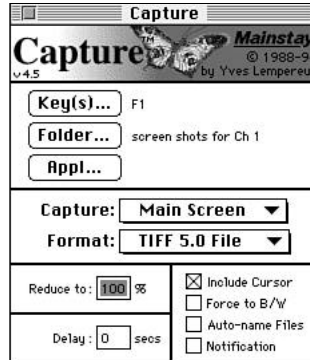 Capture
Capture™ Mainstay
© 1988-9
v4.5 by Yves Lempereu
Key(s)... F1
Folder... screen shots for Ch 1
Appl...
Capture: Main Screen
Format: TIFF 5.0 File
Reduce to: 100 %
Delay: 0 secs
Include Cursor
Force to B/W
Auto-name Files
Notification